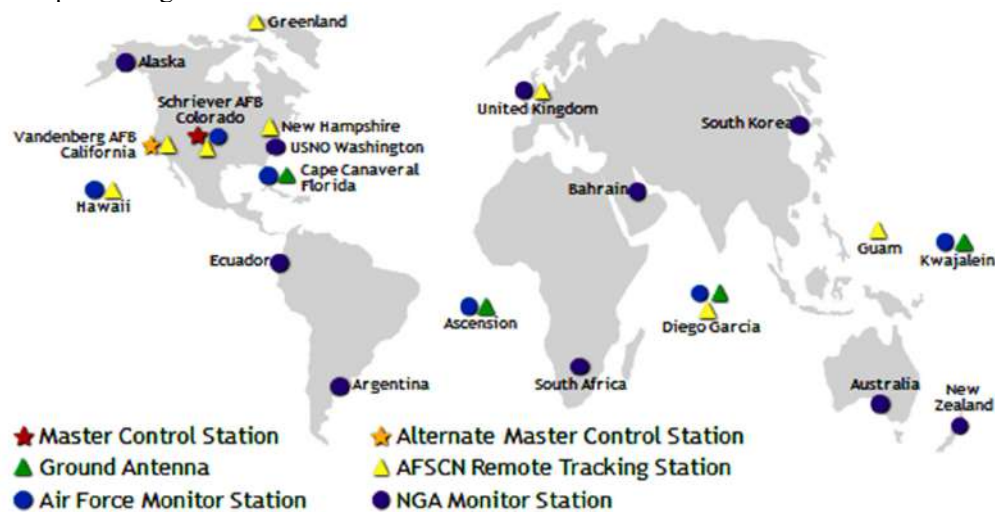 Greenland
Alaska
Schriever AFB
Colorado
Vandenberg AFB
California
New Hampshire
USNO Washington
Cape Canaveral
Florida
Hawaii
United Kingdom
South Korea
Bahrain
Guam
Kwajalein
Ecuador
Ascension
Diego Garcia
Argentina
South Africa
Australia
New
Zealand
Master Control Station
Alternate Master Control Station
Ground Antenna
AFSCN Remote Tracking Station
Air Force Monitor Station
NGA Monitor Station